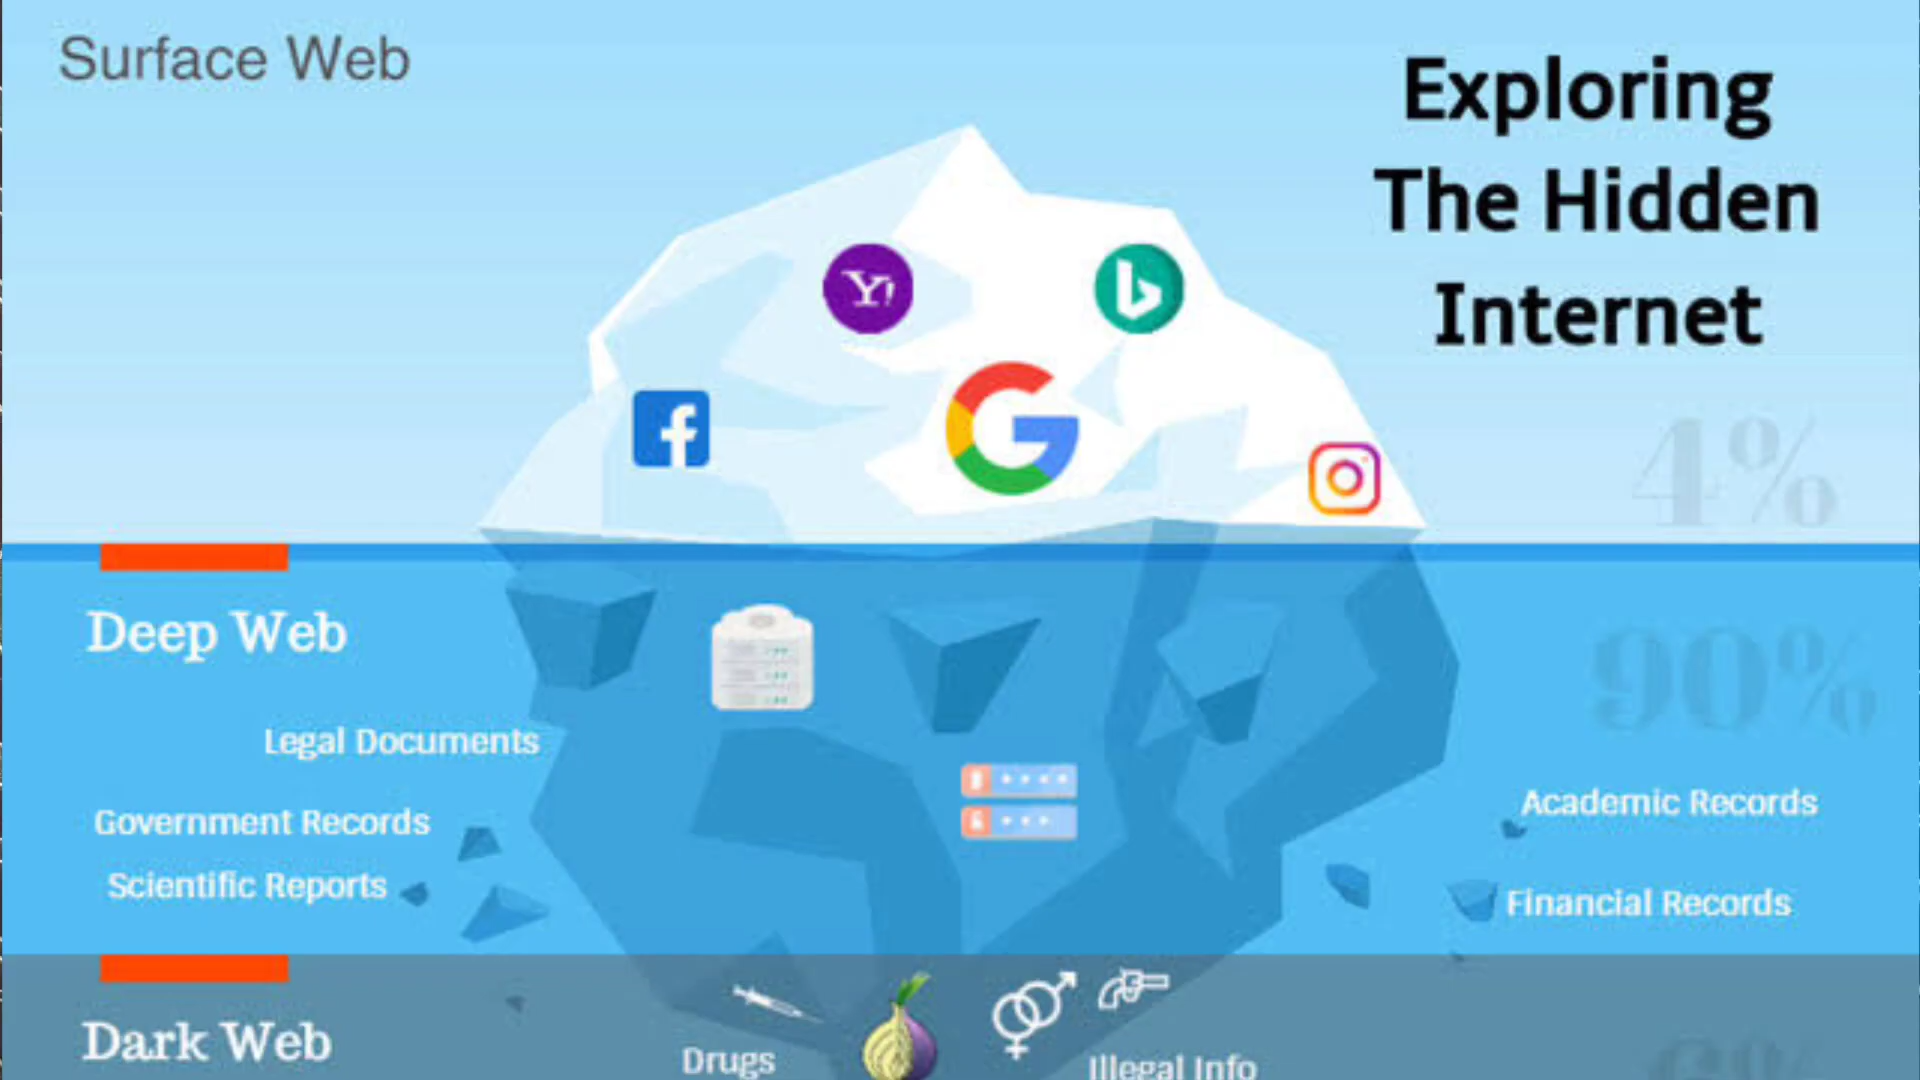 Surface Web
Exploring
The Hidden
Internet
4%
Deep Web
90%
Legal Documents
Government Records
Scientific Reports
Academic Records
Financial Records
Dark Web
Drugs
Illegal Info
6%